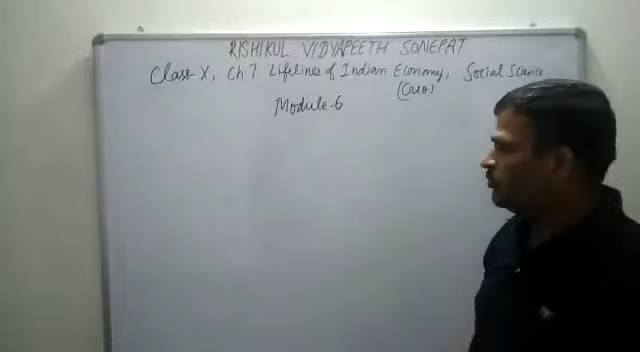 RISHIKUL VIDYAPEETH SONEPAT
Class-X, Ch 7 Lifelines of Indian Economy, Social Science
(Geo)
Module-6